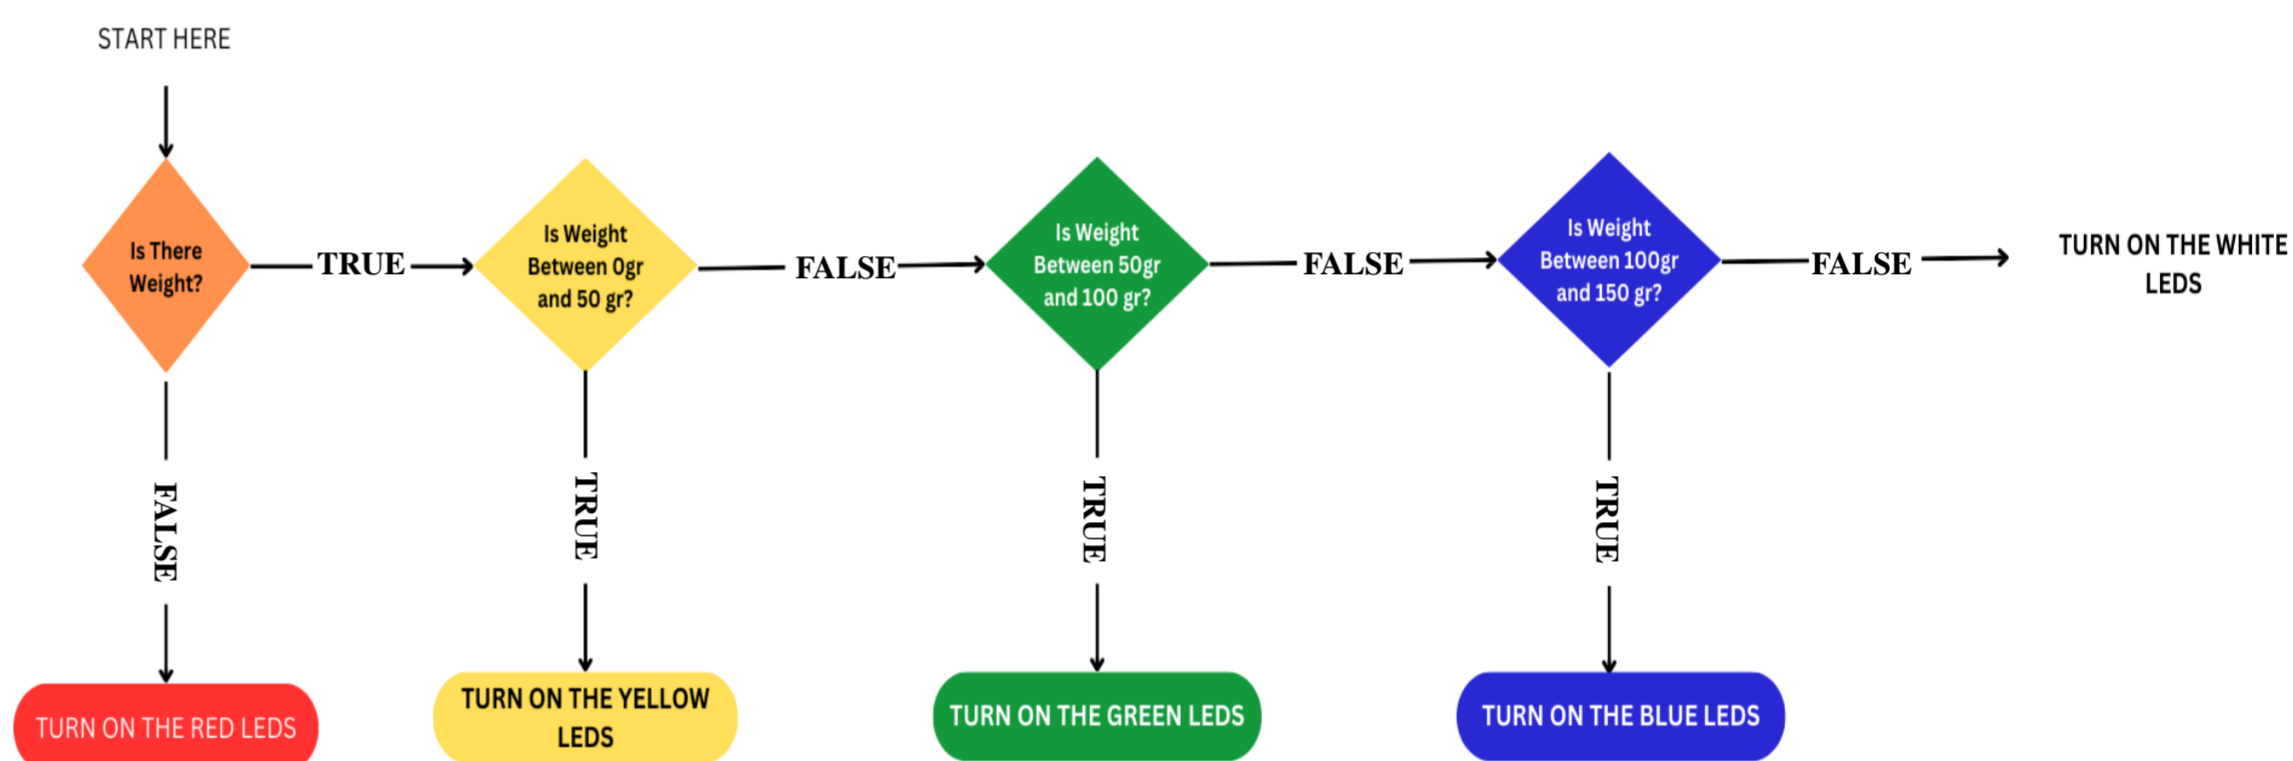 START HERE
Is There
Weight?
TRUE
Is Weight
Between 0gr
and 50 gr?
FALSE
Is Weight
Between 50gr
and 100 gr?
FALSE
Is Weight
Between 100gr
and 150 gr?
FALSE
TURN ON THE WHITE
LEDS
FALSE
TRUE
TRUE
TRUE
TURN ON THE RED LEDS
TURN ON THE YELLOW
LEDS
TURN ON THE GREEN LEDS
TURN ON THE BLUE LEDS